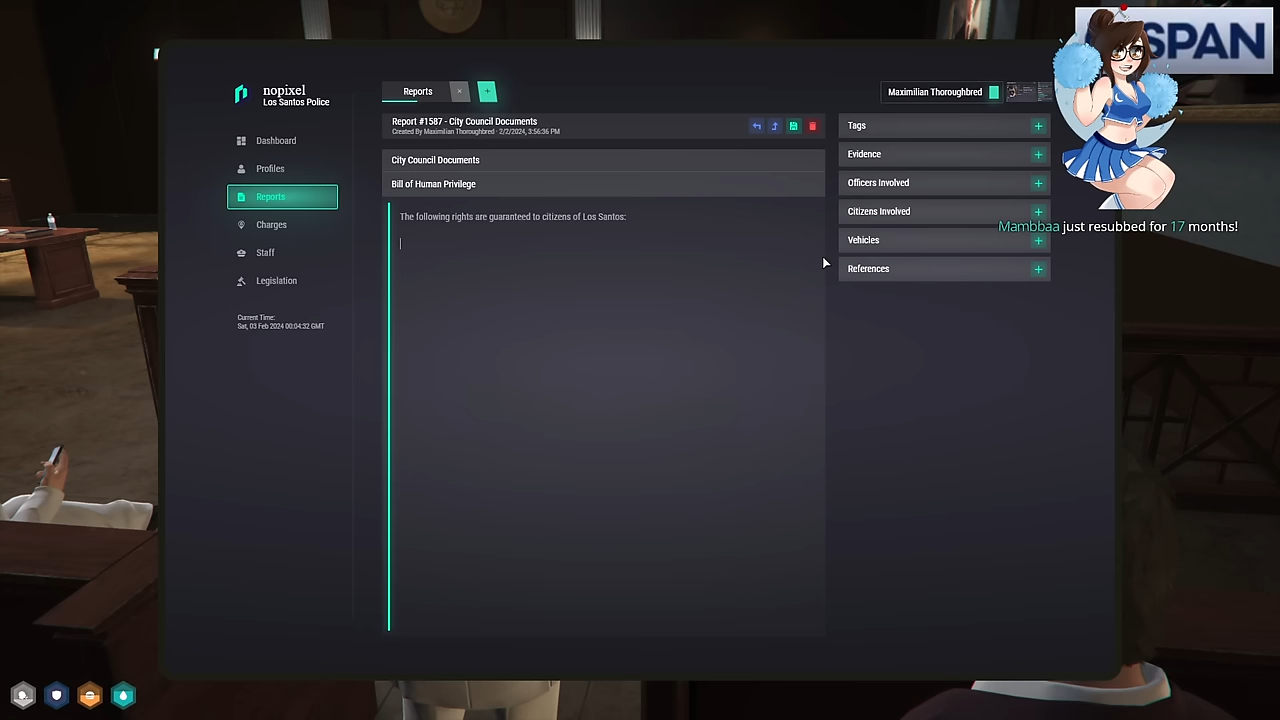 SPAN
nopixel
Los Santos Police
Reports
Maximilian Thoroughbred
Report #1587 - City Council Documents
Created By Maximilian Thoroughbred - 2/2/2024, 3:56:36 PM
Dashboard
Profiles
Reports
Charges
Staff
Legislation
Current Time:
Sat, 03 Feb 2024 00:04:32 GMT
City Council Documents
Bill of Human Privilege
The following rights are guaranteed to citizens of Los Santos:
Tags
Evidence
Officers Involved
Citizens Involved
Vehicles
References
Mambbaa just resubbed for 17 months!